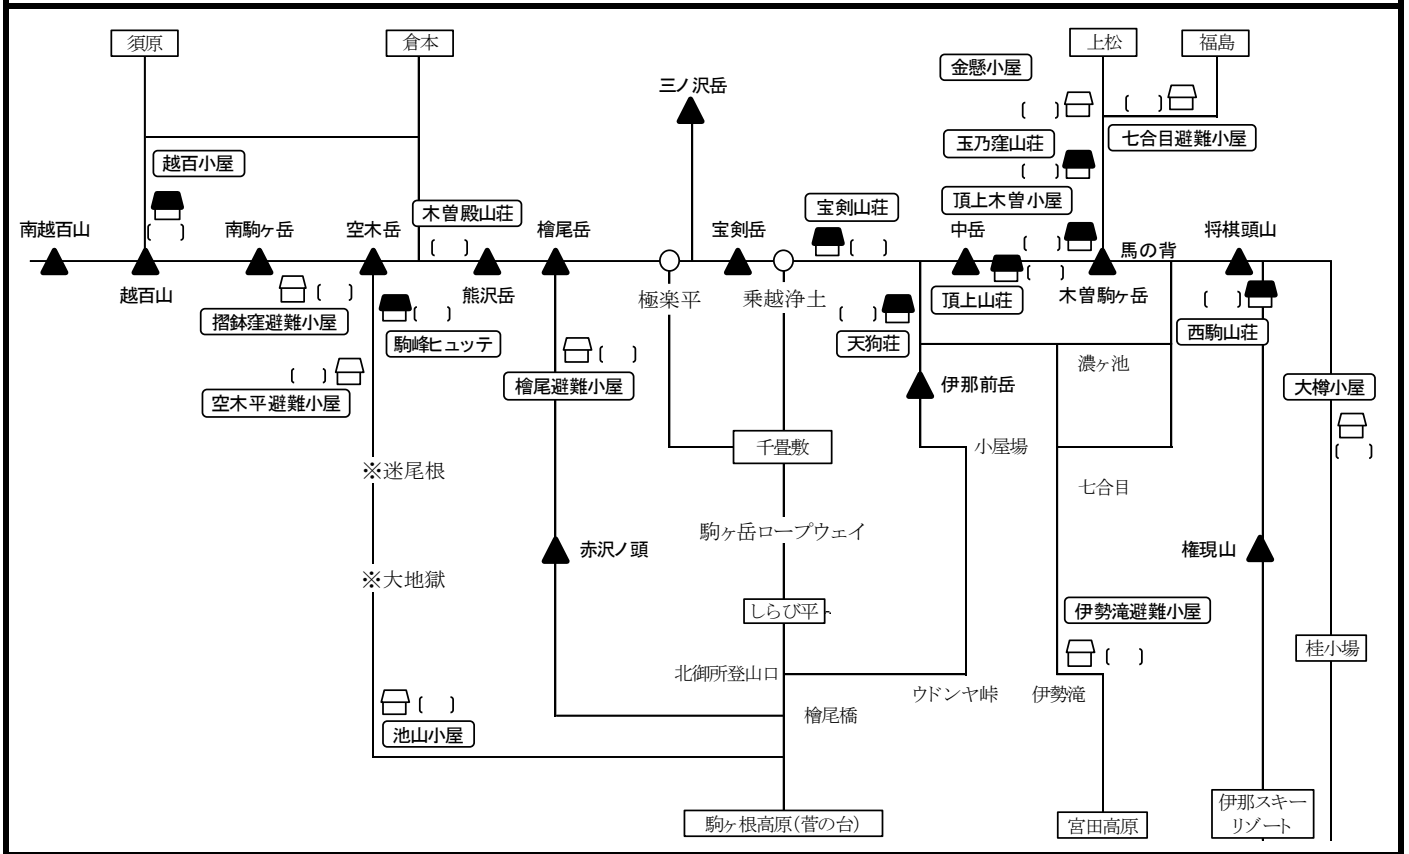 須原
倉本
上松
福島
金懸小屋
三ノ沢岳
( )
( )
玉乃窪山荘
七合目避難小屋
越百小屋
( )
頂上木曽小屋
木曽殿山荘
宝剣山荘
南越百山
( )
南駒ヶ岳
空木岳
( )
檜尾岳
宝剣岳
( )
中岳
( )
馬の背
将棋頭山
越百山
( )
熊沢岳
極楽平
乗越浄土
( )
木曽駒ヶ岳
( )
頂上山荘
摺鉢窪避難小屋
( )
( )
駒峰ヒュッテ
天狗荘
西駒山荘
( )
( )
濃ヶ池
空木平避難小屋
檜尾避難小屋
伊那前岳
大樽小屋
千畳敷
小屋場
( )
※迷尾根
七合目
駒ヶ岳ロープウェイ
赤沢ノ頭
権現山
※大地獄
しらび平
伊勢滝避難小屋
桂小場
( )
北御所登山口
ウドンヤ峠
伊勢滝
( )
檜尾橋
池山小屋
駒ヶ根高原(菅の台)
宮田高原
伊那スキー
リゾート